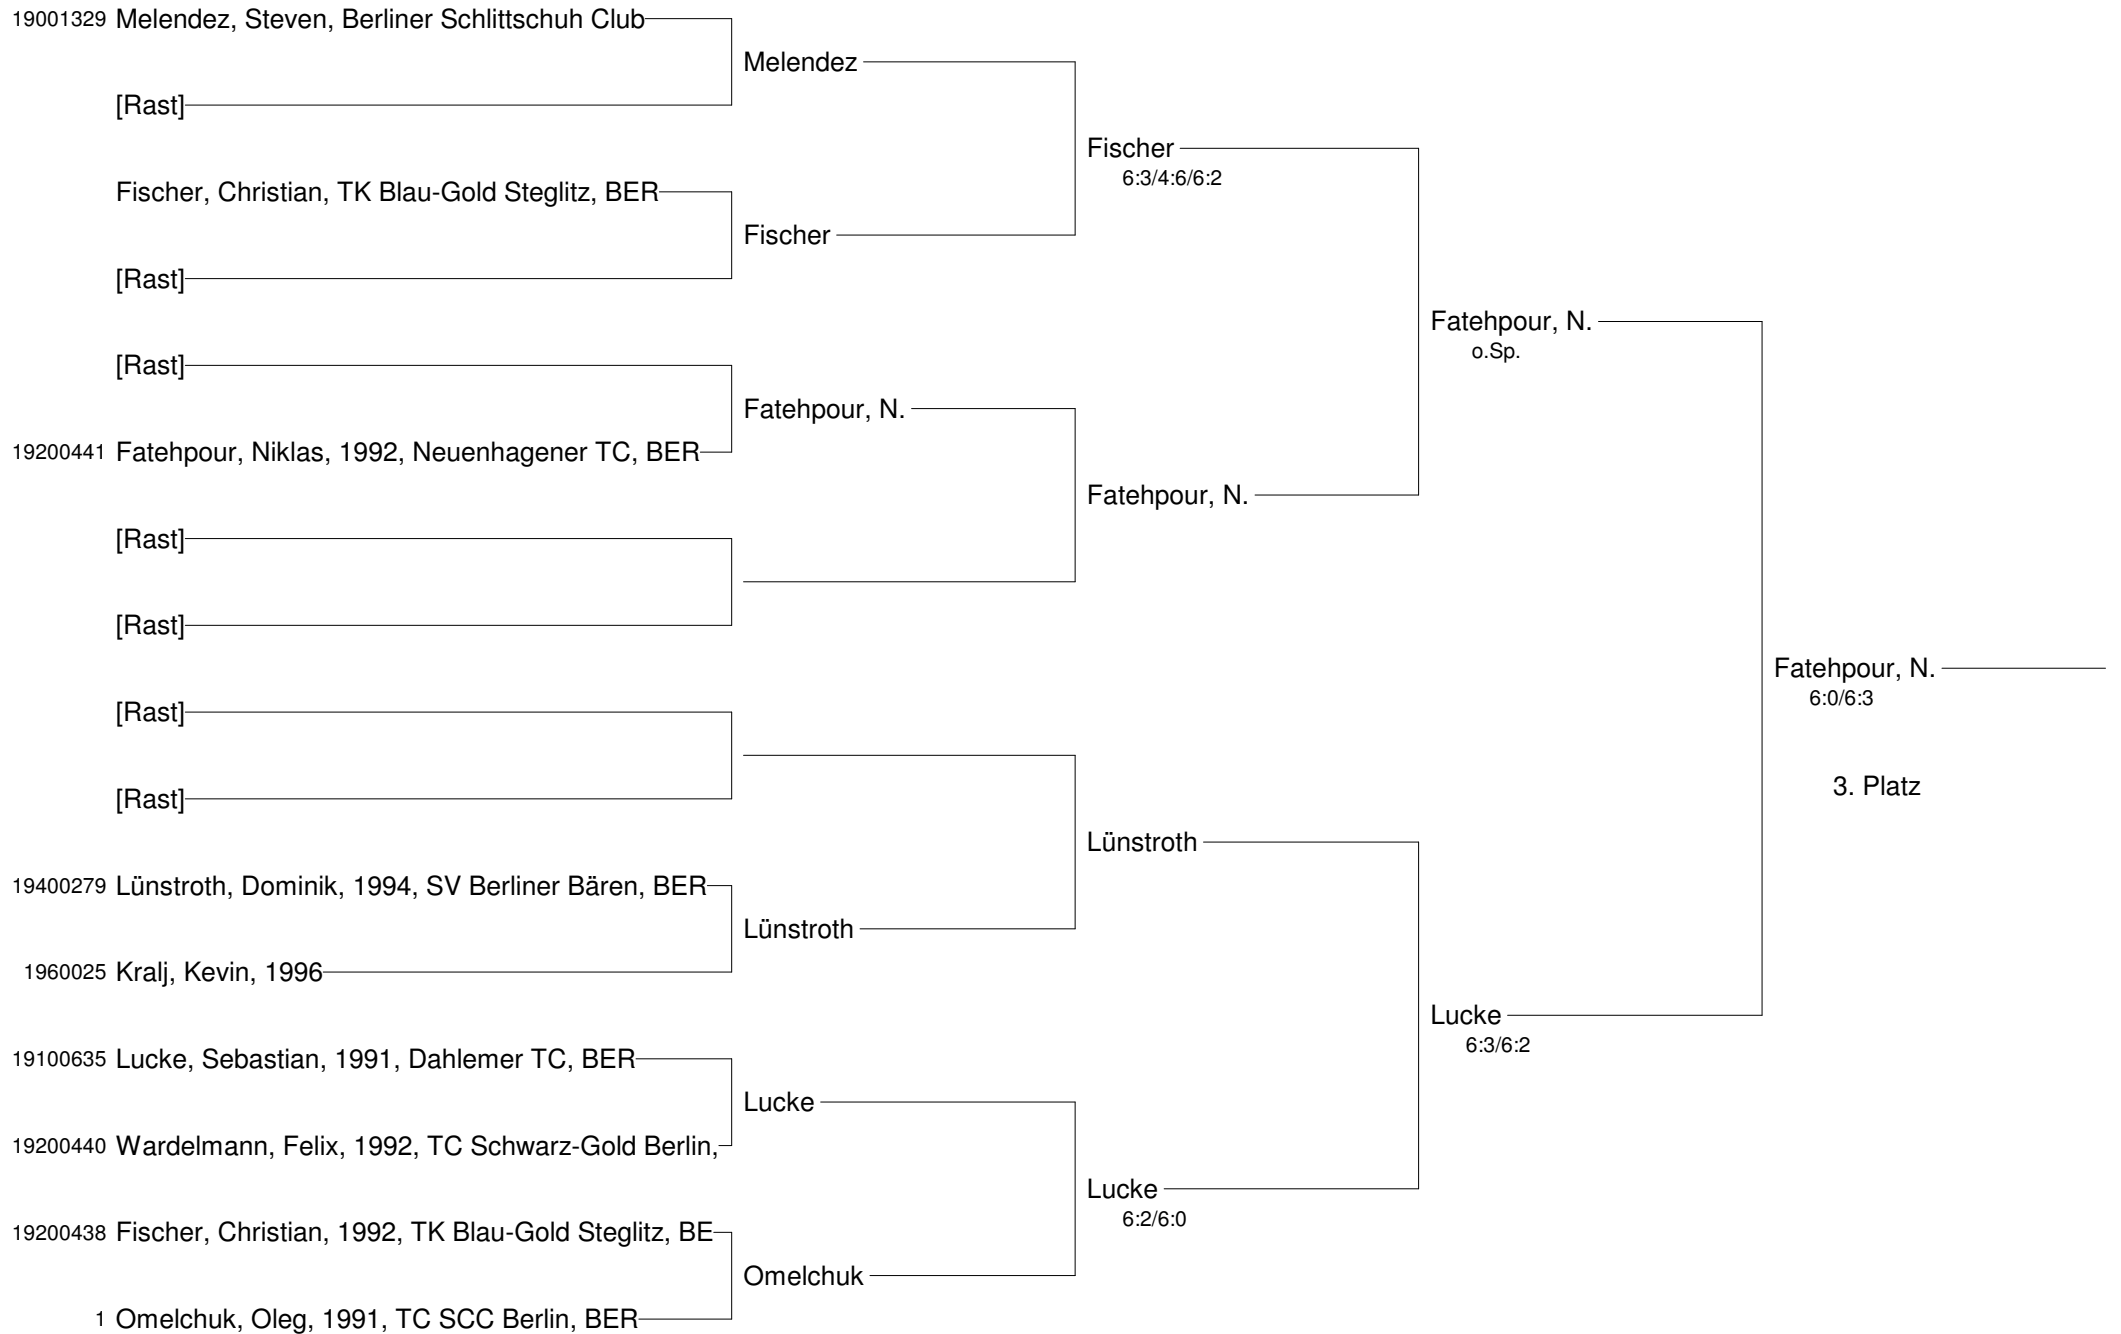 19001329 Melendez, Steven, Berliner Schlittschuh Club
Melendez
[Rast]
Fischer
6:3/4:6/6:2
Fischer, Christian, TK Blau-Gold Steglitz, BER
Fischer
[Rast]
Fatehpour, N.
o.Sp.
[Rast]
Fatehpour, N.
19200441 Fatehpour, Niklas, 1992, Neuenhagener TC, BER
Fatehpour, N.
[Rast]
[Rast]
Fatehpour, N.
6:0/6:3
[Rast]
3. Platz
[Rast]
Lünstroth
19400279 Lünstroth, Dominik, 1994, SV Berliner Bären, BER
Lünstroth
1960025 Kralj, Kevin, 1996
Lucke
6:3/6:2
19100635 Lucke, Sebastian, 1991, Dahlemer TC, BER
Lucke
19200440 Wardelmann, Felix, 1992, TC Schwarz-Gold Berlin,
Lucke
6:2/6:0
19200438 Fischer, Christian, 1992, TK Blau-Gold Steglitz, BE
Omelchuk
1 Omelchuk, Oleg, 1991, TC SCC Berlin, BER